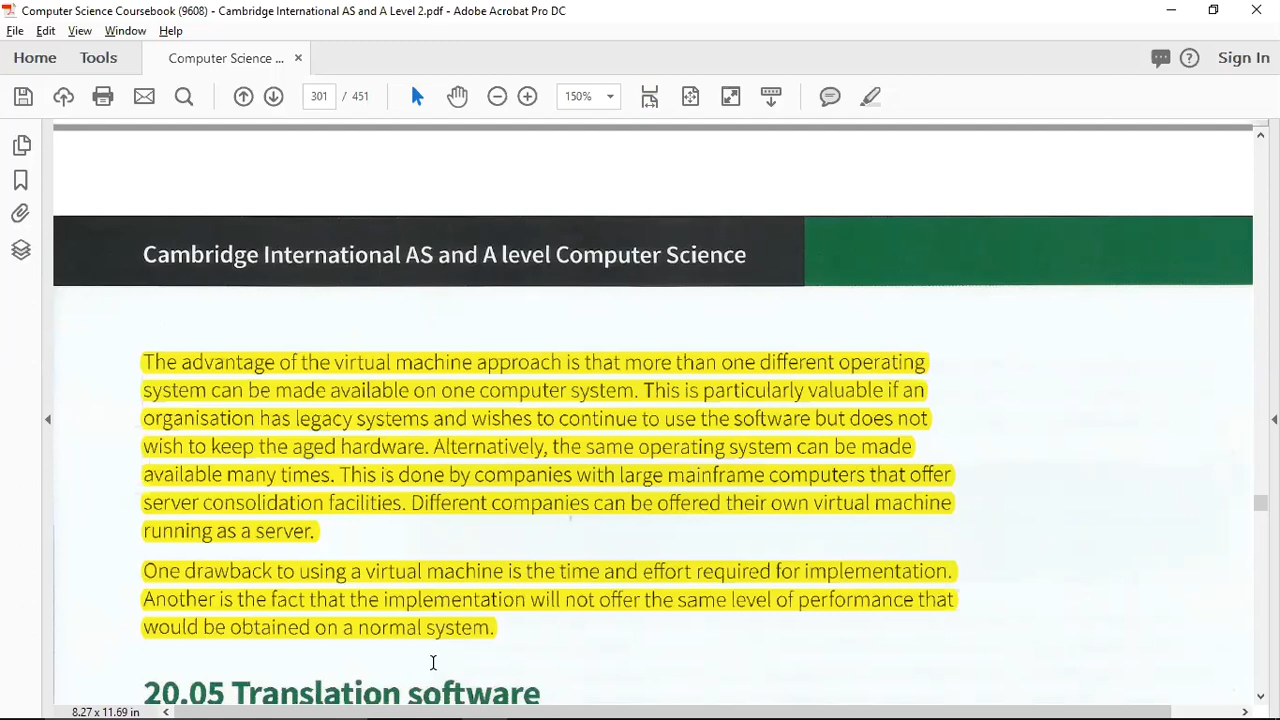 Computer Science Coursebook (9608) - Cambridge International AS and A Level 2.pdf - Adobe Acrobat Pro DC
File Edit View Window Help
Home Tools Computer Science ... × Sign In
301 / 451 150%
Cambridge International AS and A level Computer Science
The advantage of the virtual machine approach is that more than one different operating
system can be made available on one computer system. This is particularly valuable if an
organisation has legacy systems and wishes to continue to use the software but does not
wish to keep the aged hardware. Alternatively, the same operating system can be made
available many times. This is done by companies with large mainframe computers that offer
server consolidation facilities. Different companies can be offered their own virtual machine
running as a server.
One drawback to using a virtual machine is the time and effort required for implementation.
Another is the fact that the implementation will not offer the same level of performance that
would be obtained on a normal system.
20.05 Translation software
8.27 x 11.69 in